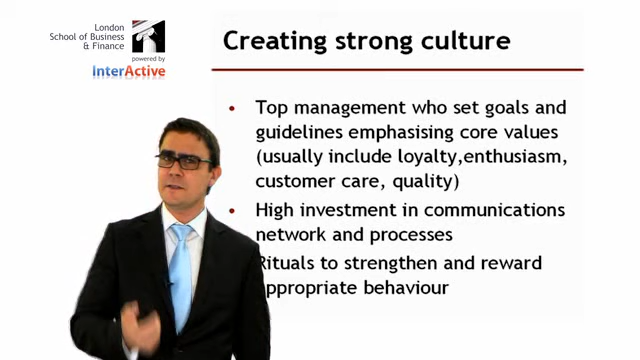 London
School of Business
& Finance
powered by
InterActive
Creating strong culture
• Top management who set goals and
guidelines emphasising core values
(usually include loyalty,enthusiasm,
customer care, quality)
• High investment in communications
network and processes
Rituals to strengthen and reward
appropriate behaviour